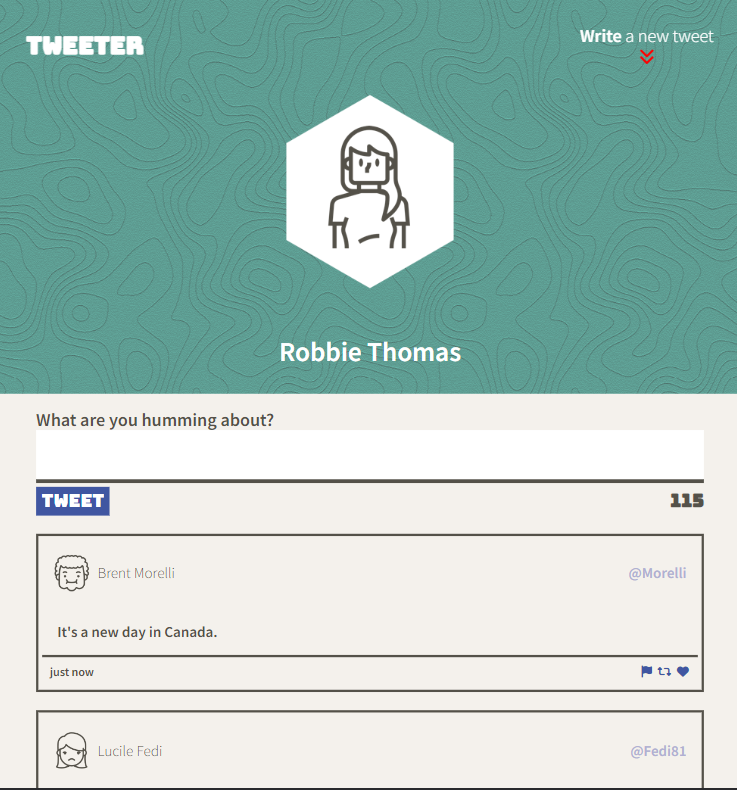 TWEETER
Write a new tweet
Robbie Thomas
What are you humming about?
TWEET
115
Brent Morelli
@Morelli
It's a new day in Canada.
just now
Lucile Fedi
@Fedi81